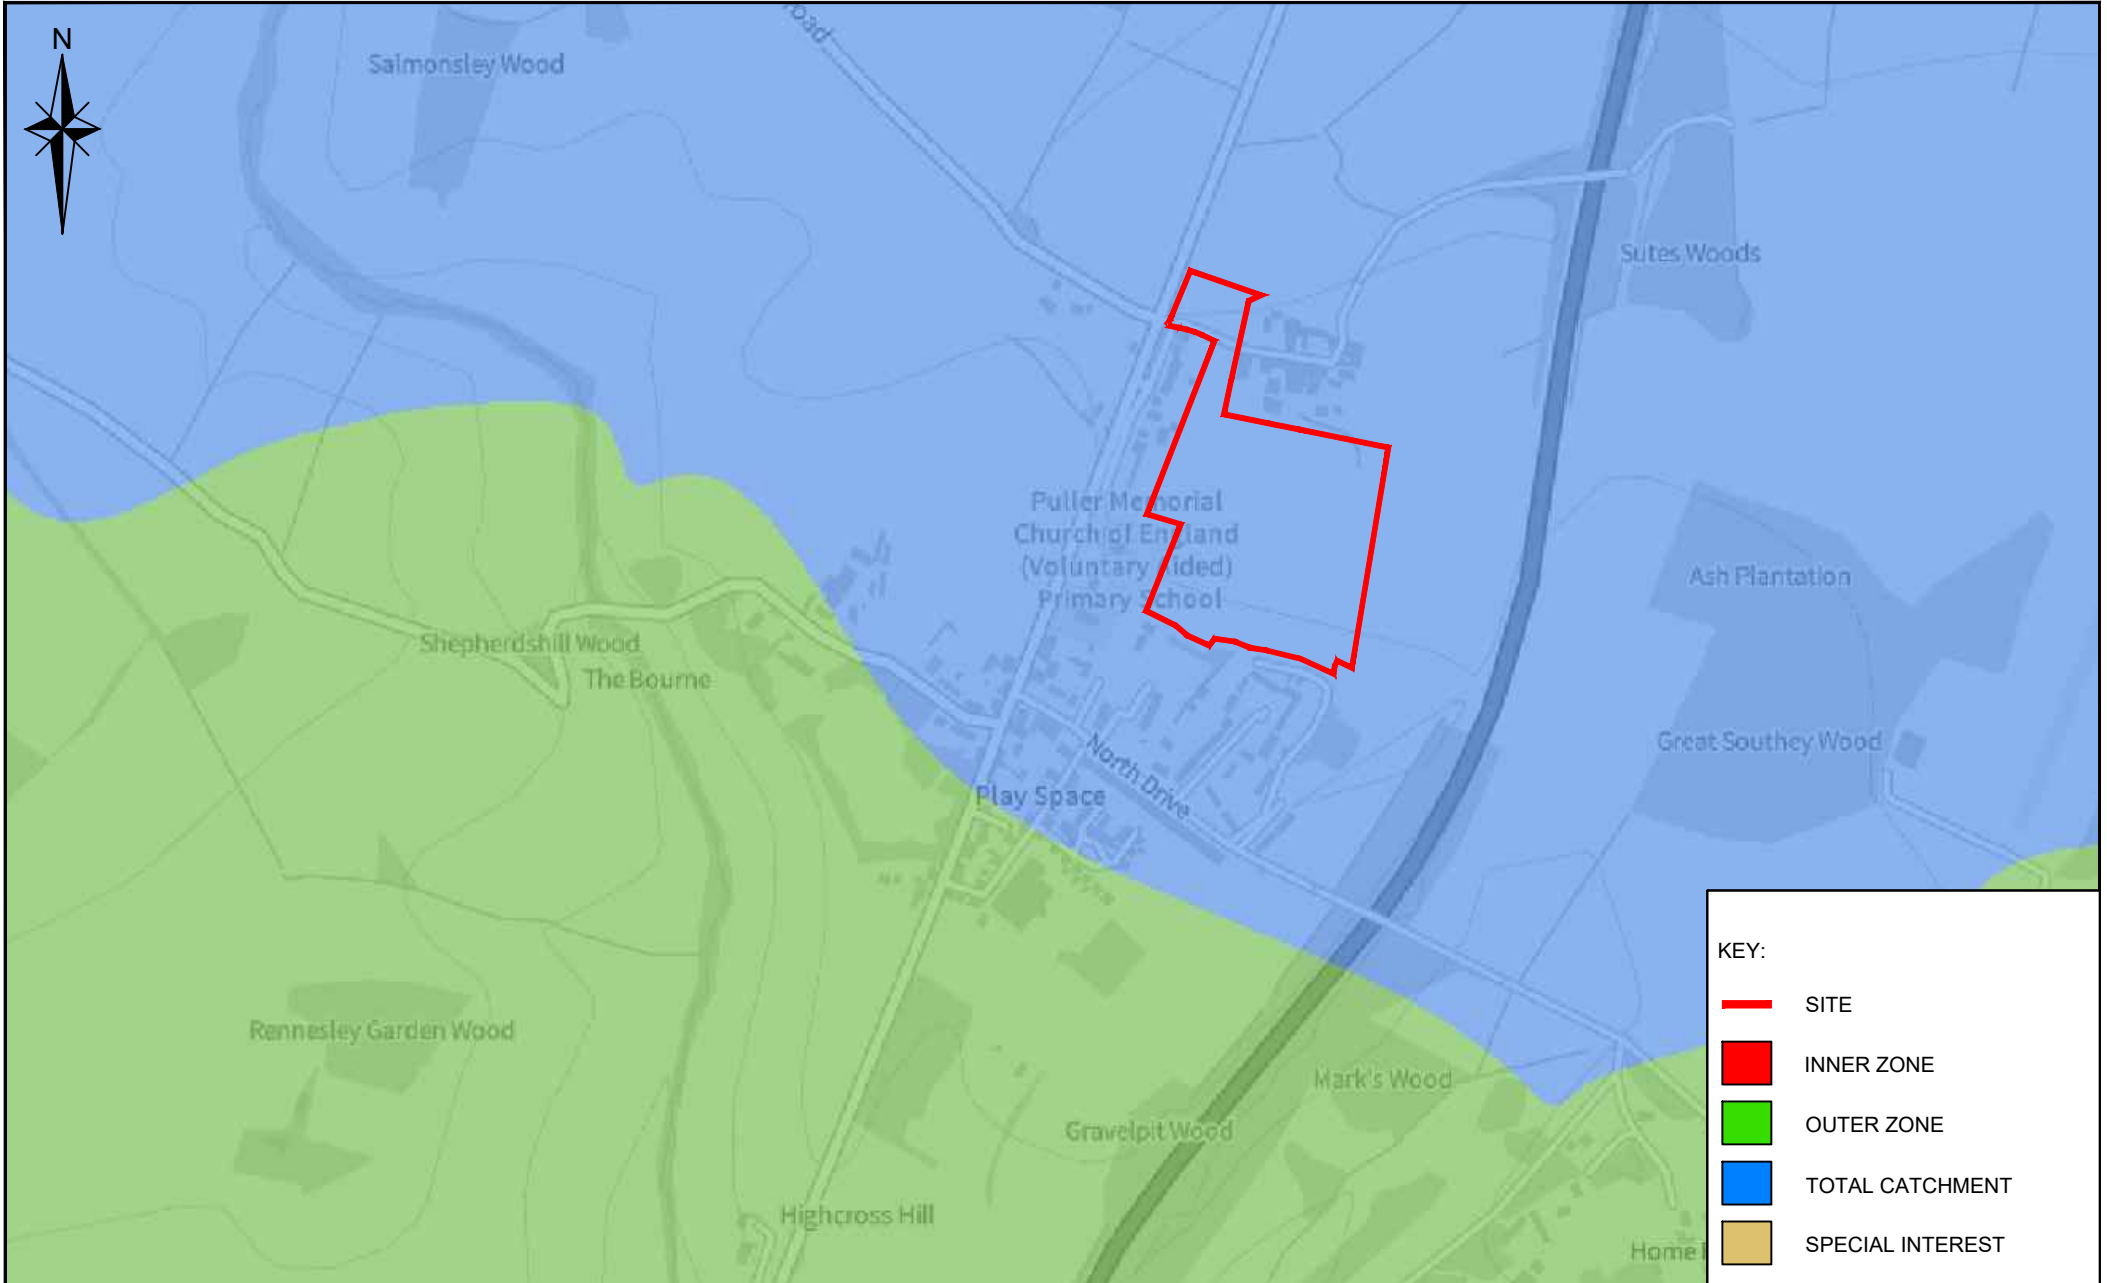 N
Salmonsley Wood
road
Sutes Woods
Puller Memorial
Church of England
(Voluntary Aided)
Primary School
Ash Plantation
Shepherdshill Wood
The Bourne
Great Southey Wood
North Drive
Play Space
Rennesley Garden Wood
Mark's Wood
Gravelpit Wood
Highcross Hill
Home
KEY:
SITE
INNER ZONE
OUTER ZONE
TOTAL CATCHMENT
SPECIAL INTEREST